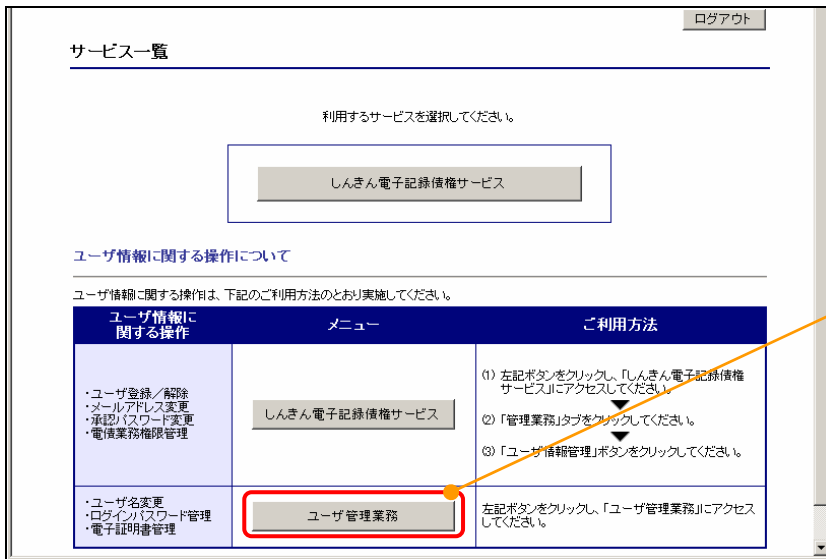 ログアウト
サービス一覧
利用するサービスを選択してください。
しんきん電子記録債権サービス
ユーザ情報に関する操作について
ユーザ情報に関する操作は、下記のご利用方法のとおり実施してください。
ユーザ情報に
関する操作
メニュー
ご利用方法
・ユーザ登録／解除
・メールアドレス変更
・承認パスワード変更
・電債業務権限管理
しんきん電子記録債権サービス
(1) 左記ボタンをクリックし、「しんきん電子記録債権
サービス」にアクセスしてください。
(2) 「管理業務」タブをクリックしてください。
(3) 「ユーザ情報管理」ボタンをクリックしてください。
・ユーザ名変更
・ログインパスワード管理
・電子証明書管理
ユーザ管理業務
左記ボタンをクリックし、「ユーザ管理業務」にアクセス
してください。